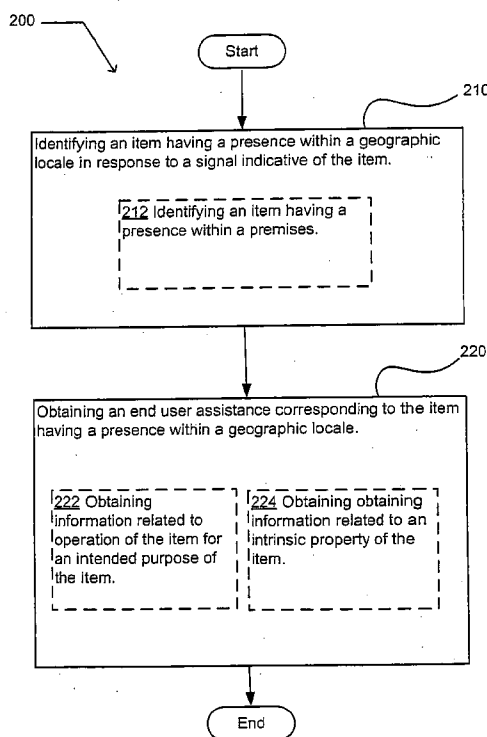 200
Start
210
Identifying an item having a presence within a geographic
locale in response to a signal indicative of the item.
212 Identifying an item having a
presence within a premises.
220
Obtaining an end user assistance corresponding to the item
having a presence within a geographic locale.
222 Obtaining
information related to
operation of the item for
an intended purpose of
the item.
224 Obtaining obtaining
information related to an
intrinsic property of the
item.
End